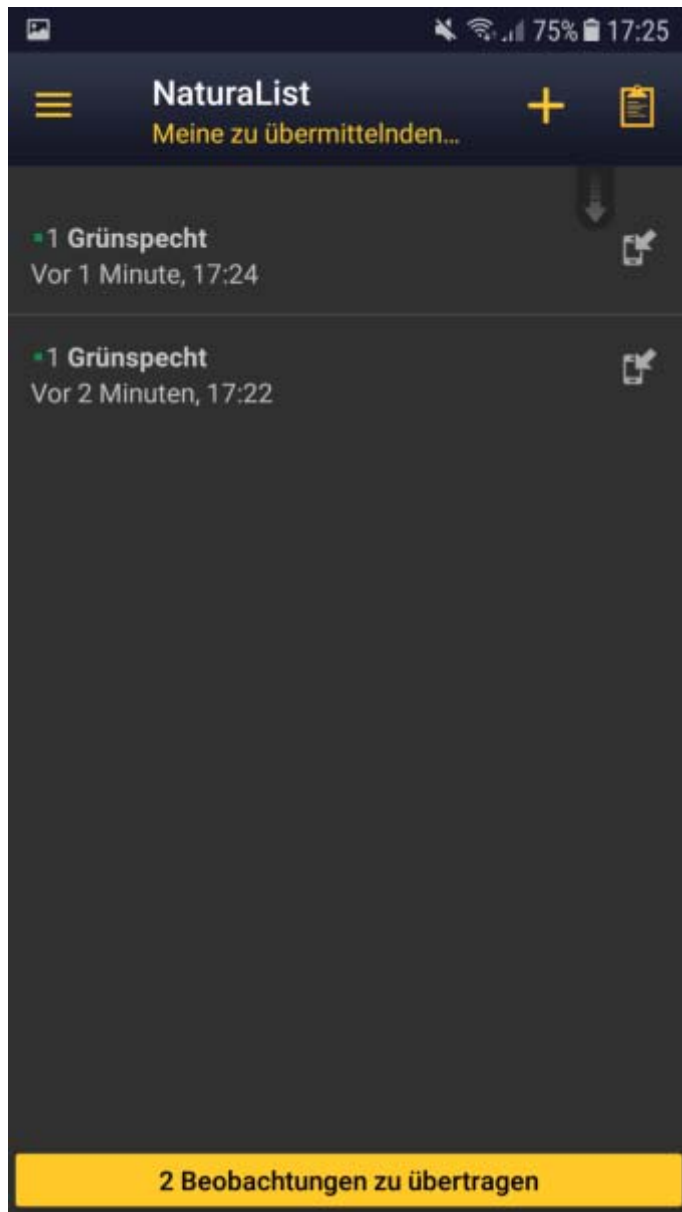 75% 17:25
NaturaList
Meine zu übermittelnden...
1 Grünspecht
Vor 1 Minute, 17:24
1 Grünspecht
Vor 2 Minuten, 17:22
2 Beobachtungen zu übertragen